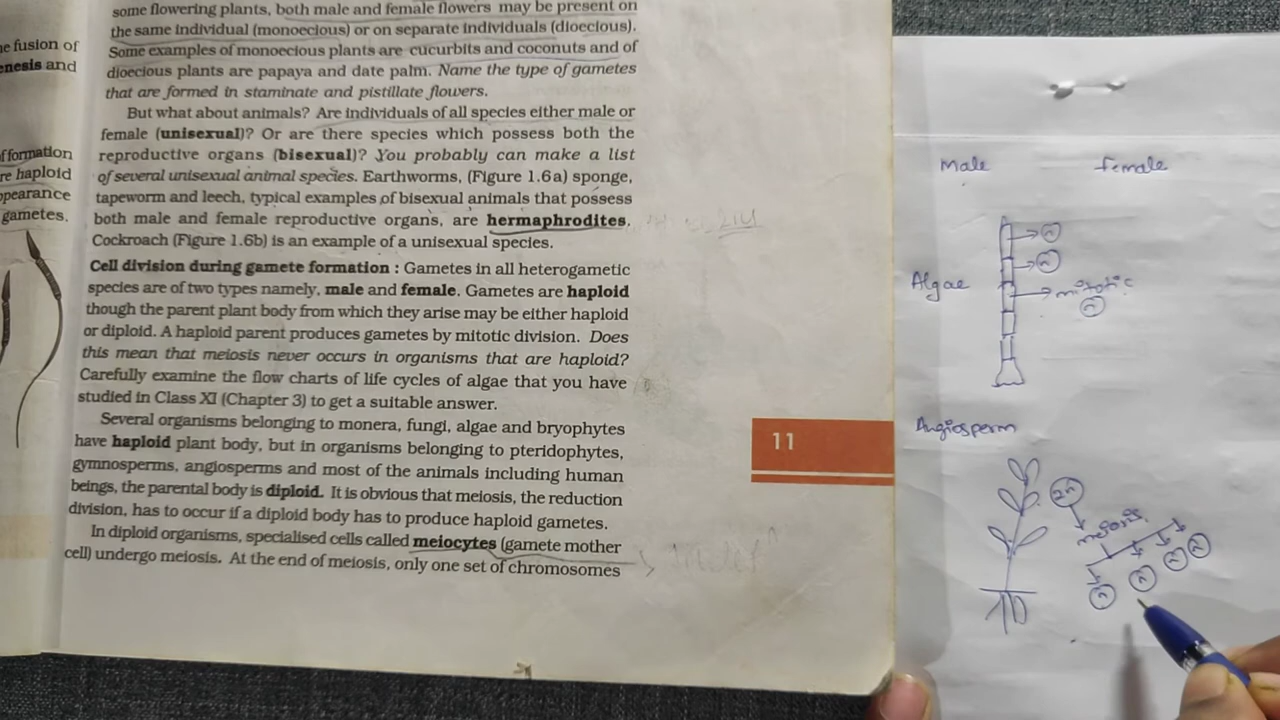 e fusion of
enesis and
f formation
re haploid
ppearance
gametes.
some flowering plants, both male and female flowers may be present on
the same individual (monoecious) or on separate individuals (dioecious).
Some examples of monoecious plants are cucurbits and coconuts and of
dioecious plants are papaya and date palm. Name the type of gametes
that are formed in staminate and pistillate flowers.
But what about animals? Are individuals of all species either male or
female (unisexual)? Or are there species which possess both the
reproductive organs (bisexual)? You probably can make a list
of several unisexual animal species. Earthworms, (Figure 1.6a) sponge,
tapeworm and leech, typical examples of bisexual animals that possess
both male and female reproductive organs, are hermaphrodites.
Cockroach (Figure 1.6b) is an example of a unisexual species.
Cell division during gamete formation : Gametes in all heterogametic
species are of two types namely, male and female. Gametes are haploid
though the parent plant body from which they arise may be either haploid
or diploid. A haploid parent produces gametes by mitotic division. Does
this mean that meiosis never occurs in organisms that are haploid?
Carefully examine the flow charts of life cycles of algae that you have
studied in Class XI (Chapter 3) to get a suitable answer.
Several organisms belonging to monera, fungi, algae and bryophytes
have haploid plant body, but in organisms belonging to pteridophytes,
gymnosperms, angiosperms and most of the animals including human
beings, the parental body is diploid. It is obvious that meiosis, the reduction
division, has to occur if a diploid body has to produce haploid gametes.
In diploid organisms, specialised cells called meiocytes (gamete mother
cell) undergo meiosis. At the end of meiosis, only one set of chromosomes
11
Male female
n
n
Algae mitotic
n
Angiosperm
2n
meiosis
n n n n